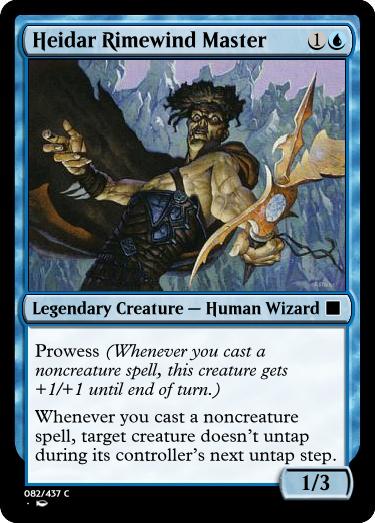 Heidar Rimewind Master 1
Legendary Creature — Human Wizard
Prowess (Whenever you cast a
noncreature spell, this creature gets
+1/+1 until end of turn.)
Whenever you cast a noncreature
spell, target creature doesn't untap
during its controller's next untap step.
1/3
082/437 C